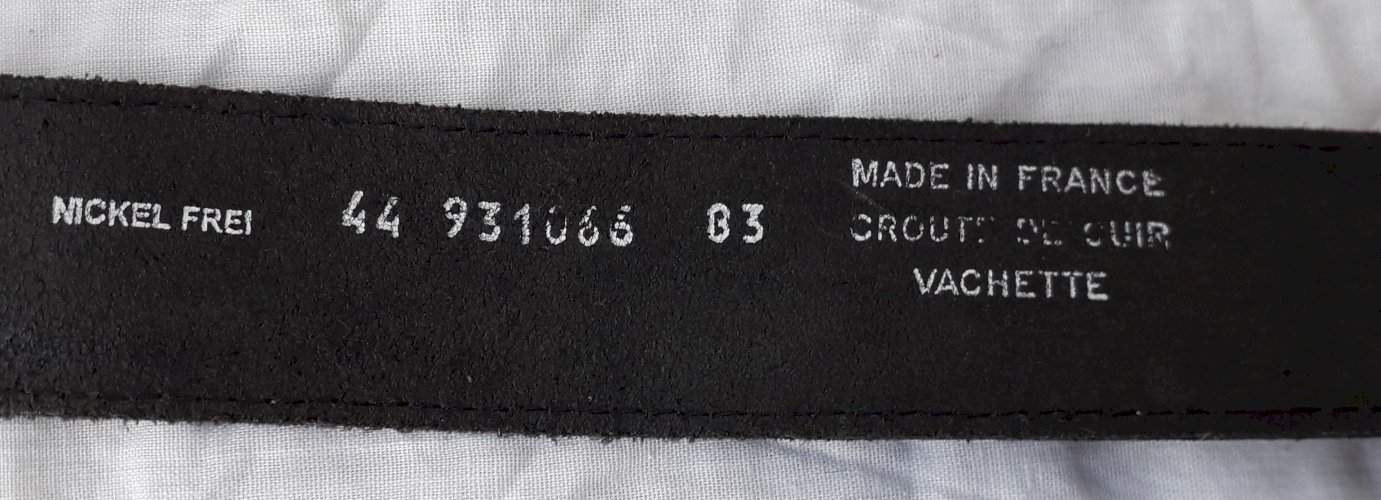 NICKEL FREI
44 931066 83
MADE IN FRANCE
CROUTE DE CUIR
VACHETTE